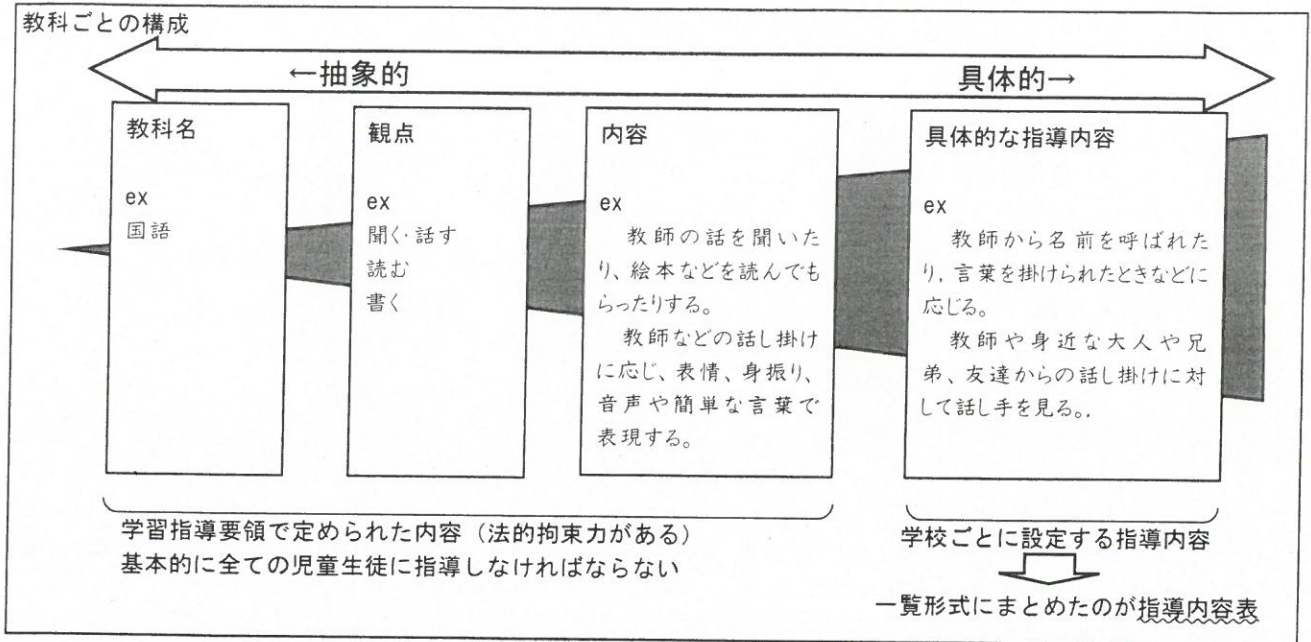 教科ごとの構成
←抽象的
具体的→
教科名
ex
国語
観点
ex
聞く・話す
読む
書く
内容
ex
教師の話を聞いた
り、絵本などを読んでも
らったりする。
教師などの話し掛け
に応じ、表情、身振り、
音声や簡単な言葉で
表現する。
具体的な指導内容
ex
教師から名前を呼ばれた
り,言葉を掛けられたときなどに
応じる。
教師や身近な大人や兄
弟、友達からの話し掛けに対
して話し手を見る。.
学習指導要領で定められた内容（法的拘束力がある）
基本的に全ての児童生徒に指導しなければならない
学校ごとに設定する指導内容
一覧形式にまとめたのが指導内容表